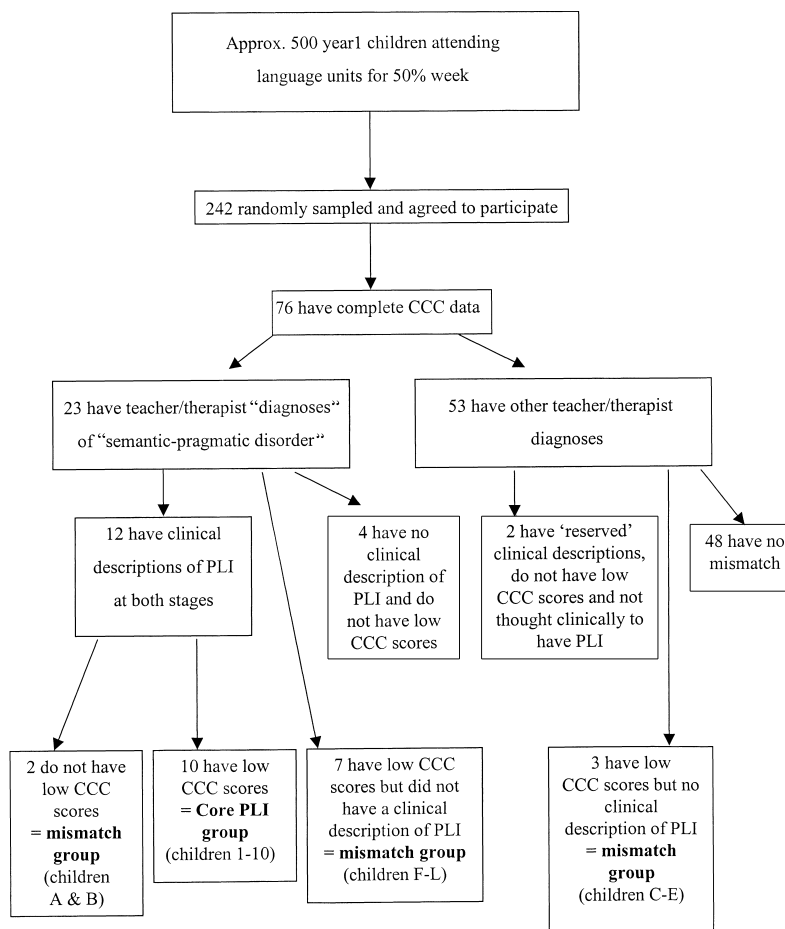 Approx. 500 year1 children attending
language units for 50% week
242 randomly sampled and agreed to participate
76 have complete CCC data
23 have teacher/therapist “diagnoses“
of “semantic-pragmatic disorder“
53 have other teacher/therapist
diagnoses
12 have clinical
descriptions of PLI
at both stages
4 have no
clinical
description of
PLI and do
not have low
CCC scores
2 have ‘reserved’
clinical descriptions,
do not have low
CCC scores and not
thought clinically to
have PLI
48 have no
mismatch
2 do not have
low CCC
scores
= mismatch
group
(children
A & B)
10 have low
CCC scores
= Core PLI
group
(children 1-10)
7 have low CCC
scores but did not
have a clinical
description of PLI
= mismatch group
(children F-L)
3 have low
CCC scores but no
clinical
description of PLI
= mismatch
group
(children C-E)